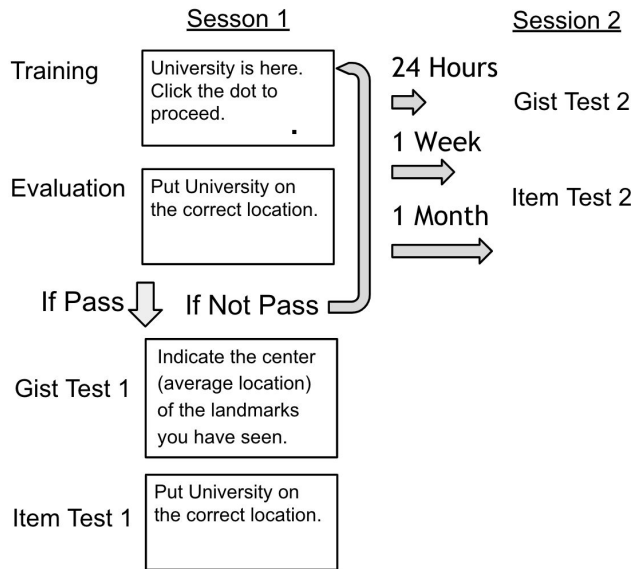 Sesson 1
Session 2
Training
University is here.
Click the dot to
proceed.
24 Hours
Gist Test 2
1 Week
Evaluation
Put University on
the correct location.
Item Test 2
1 Month
If Pass
If Not Pass
Gist Test 1
Indicate the center
(average location)
of the landmarks
you have seen.
Item Test 1
Put University on
the correct location.